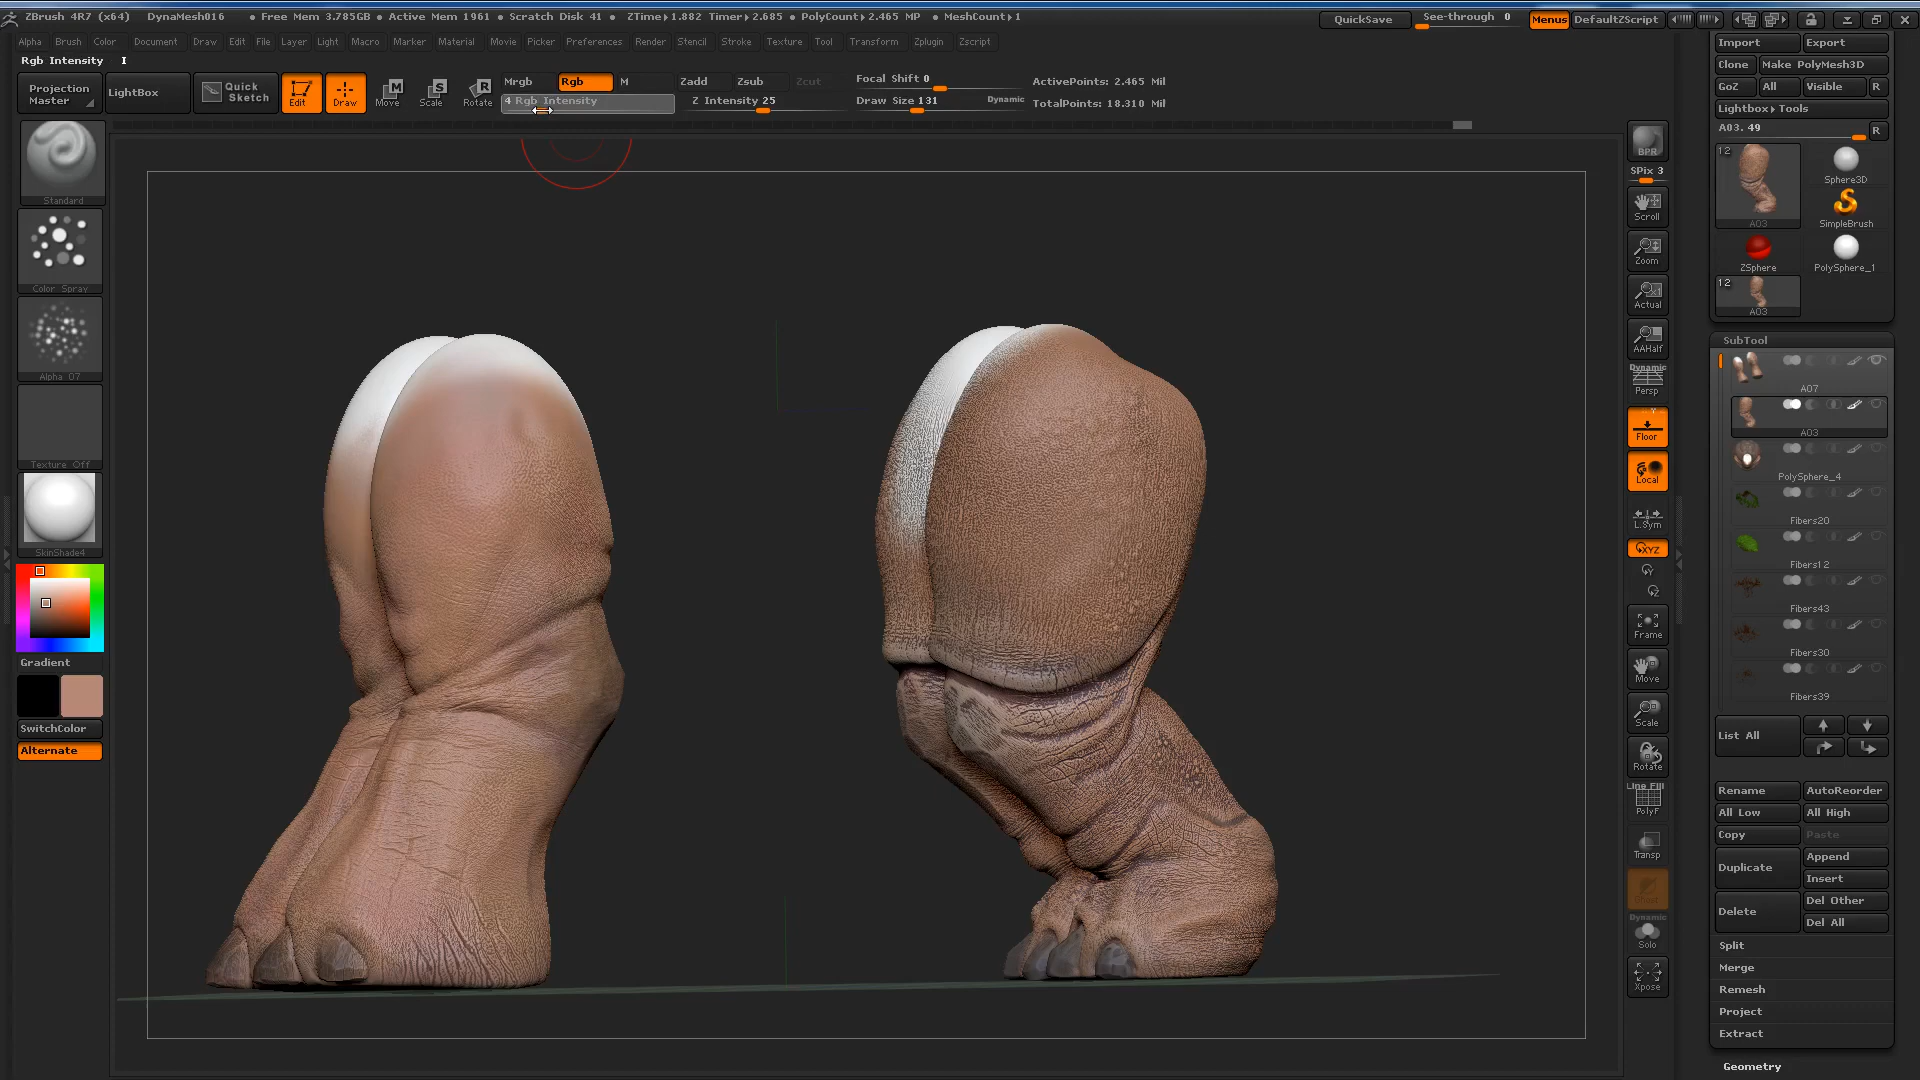 ZBrush 4R7 (x64) DynaMesh016 • Free Mem 3.785GB • Active Mem 1961 • Scratch Disk 41 • ZTime▸1.882 Timer▸2.685 • PolyCount▸2.465 MP • MeshCount▸1 QuickSave See-through 0 Menus DefaultZScript
Alpha Brush Color Document Draw Edit File Layer Light Macro Marker Material Movie Picker Preferences Render Stencil Stroke Texture Tool Transform Zplugin Zscript
Rgb Intensity I
Projection Master
LightBox
Quick Sketch
Edit
Draw
Move
Scale
Rotate
Mrgb Rgb M
4 Rgb Intensity
Zadd Zsub Zcut
Z Intensity 25
Focal Shift 0
Draw Size 131 Dynamic
ActivePoints: 2.465 Mil
TotalPoints: 18.310 Mil
Standard
Color Spray
Alpha 07
Texture Off
SkinShade4
Gradient
SwitchColor
Alternate
BPR
SPix 3
Scroll
Zoom
Actual
AAHalf
Dynamic
Persp
Floor
Local
L.Sym
XYZ
Frame
Move
Scale
Rotate
Line Fill
PolyF
Transp
Ghost
Dynamic
Solo
Xpose
Import Export
Clone Make PolyMesh3D
GoZ All Visible R
Lightbox▸Tools
A03. 49 R
12
A03
Sphere3D
SimpleBrush
ZSphere
PolySphere_1
12
A03
SubTool
A07
A03
PolySphere_4
Fibers20
Fibers12
Fibers43
Fibers30
Fibers39
List All
Rename AutoReorder
All Low All High
Copy Paste
Duplicate Append
Insert
Delete Del Other
Del All
Split
Merge
Remesh
Project
Extract
Geometry